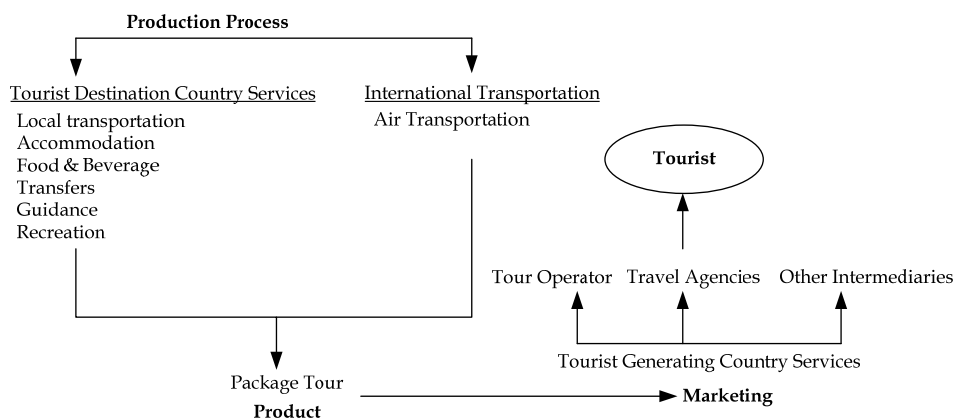 Production Process
Tourist Destination Country Services
Local transportation
Accommodation
Food & Beverage
Transfers
Guidance
Recreation
International Transportation
Air Transportation
Tourist
Tour Operator
Travel Agencies
Other Intermediaries
Tourist Generating Country Services
Package Tour
Product
Marketing